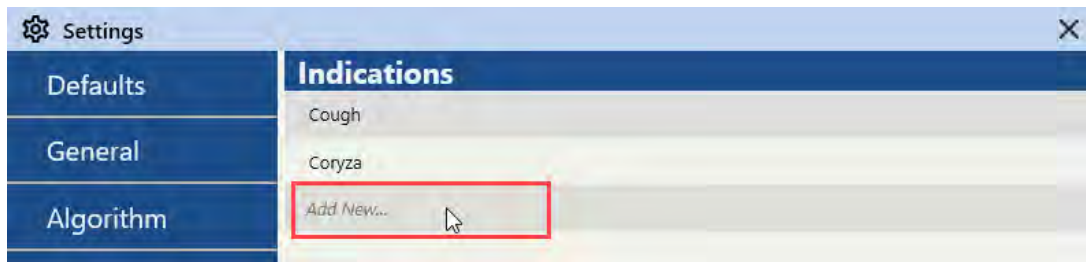 Settings
Defaults
General
Algorithm
Indications
Cough
Coryza
Add New...